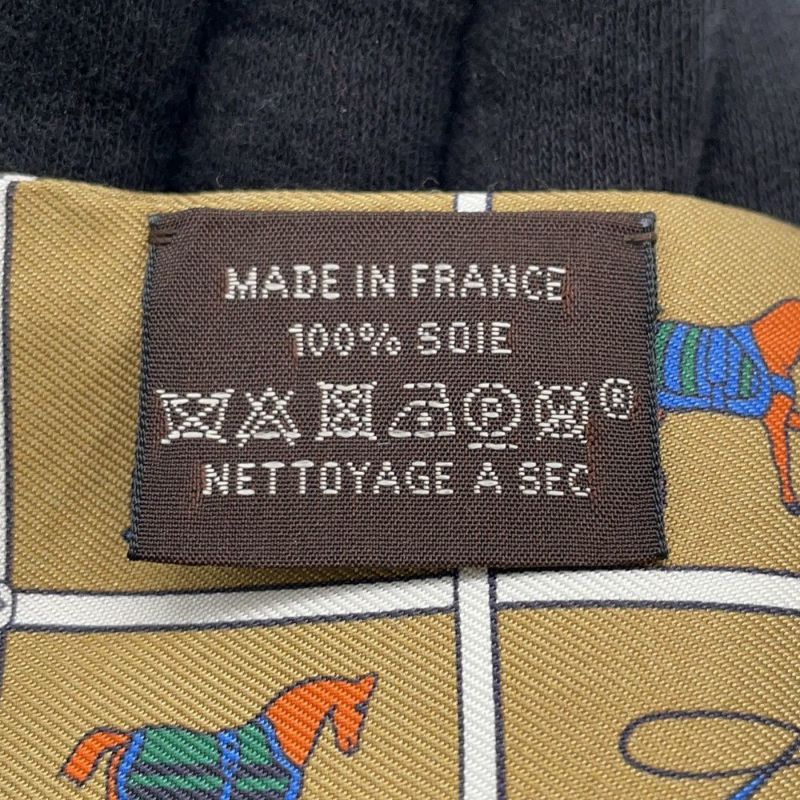 MADE IN FRANCE
100% SOIE
P ®
NETTOYAGE A SEC